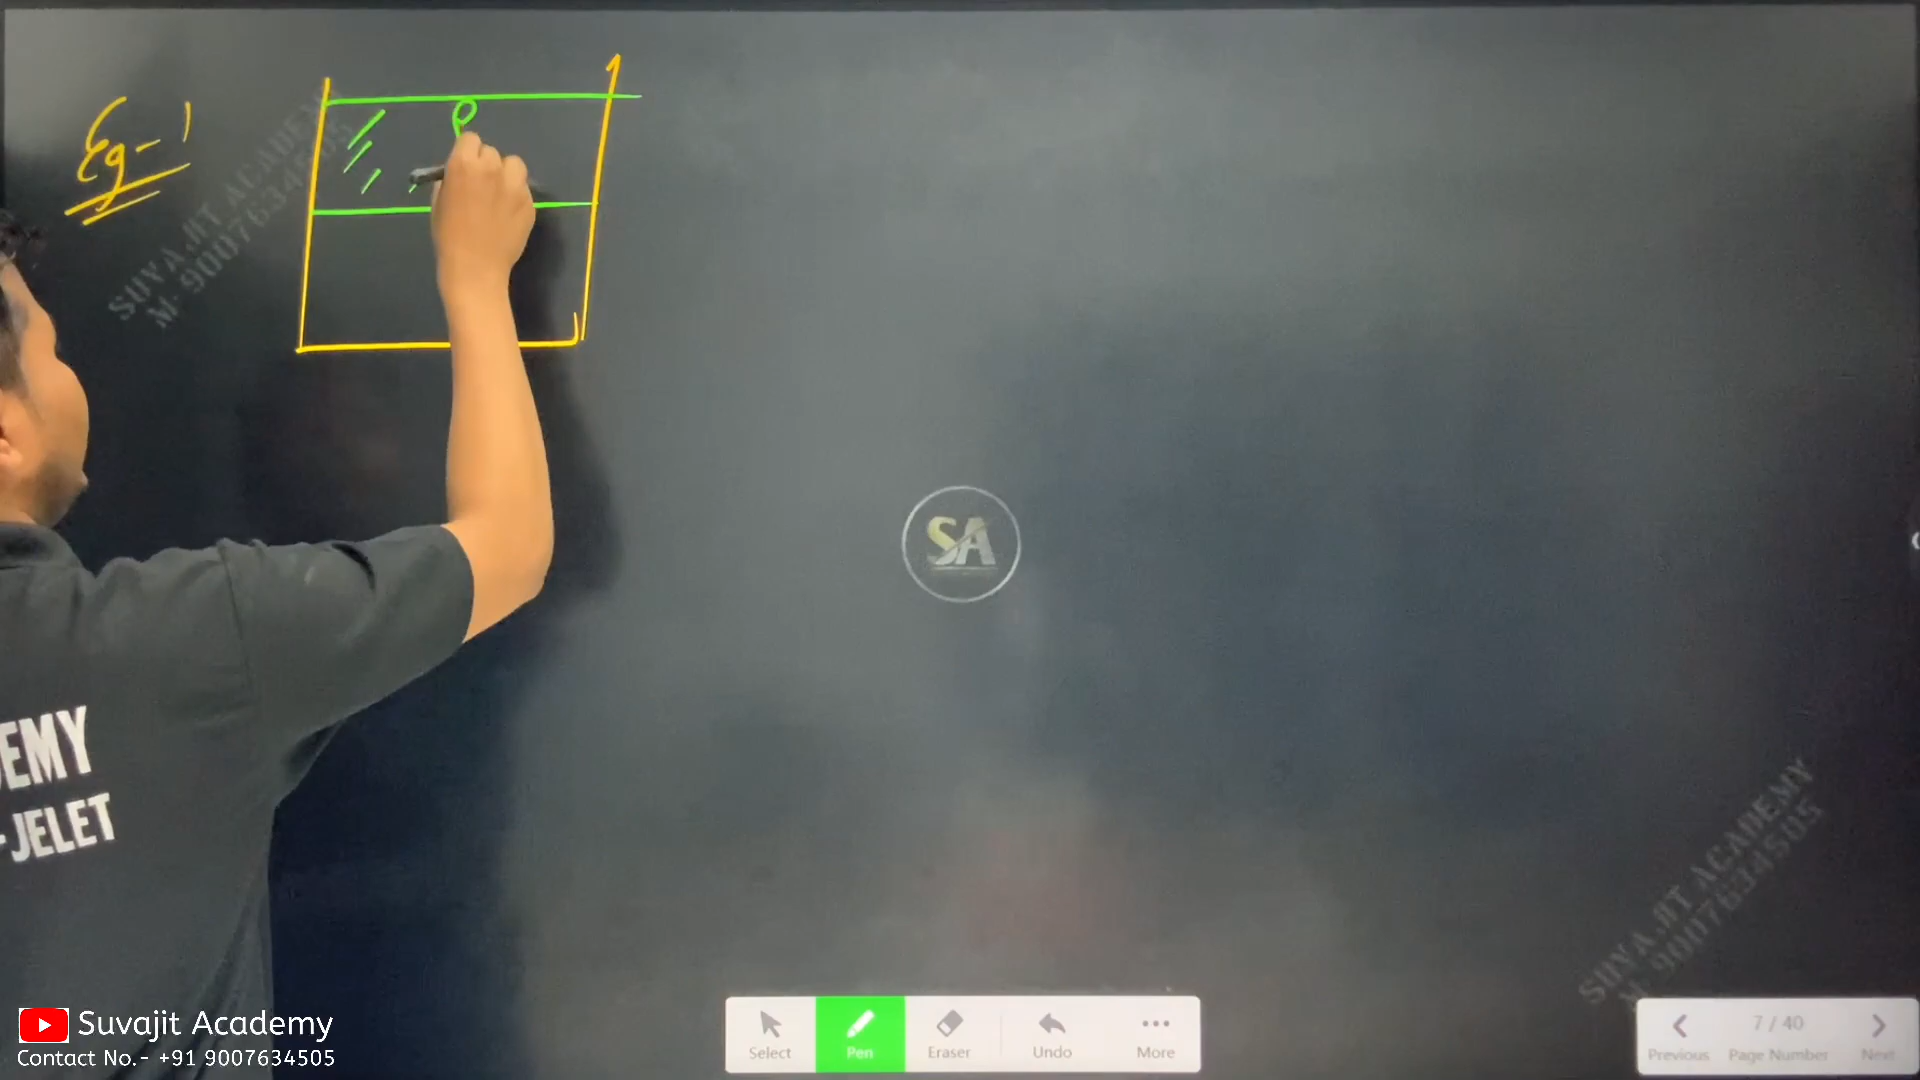 Eg-1
SUVAJIT ACADEMY
M- 9007634505
SA
EMY
-JELET
SUVAJIT ACADEMY
M- 9007634505
Suvajit Academy
Contact No.- +91 9007634505
Select
Pen
Eraser
Undo
More
7 / 40
Previous
Page Number
Next